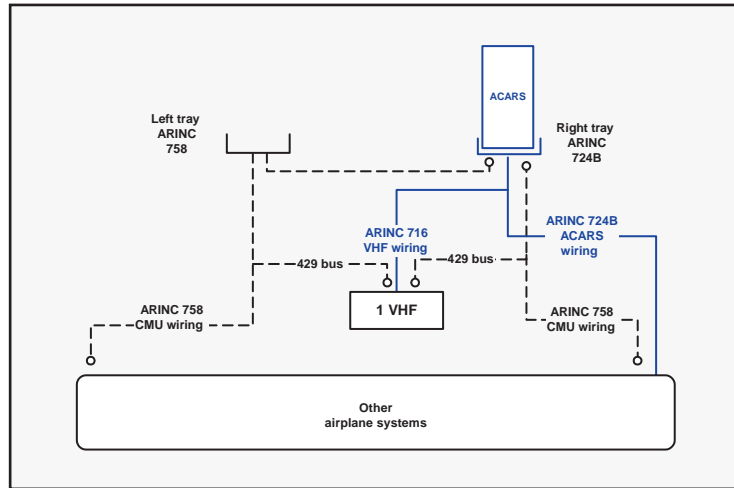 ACARS
Left tray
ARINC
758
Right tray
ARINC
724B
ARINC 716
VHF wiring
ARINC 724B
ACARS
wiring
429 bus
429 bus
1 VHF
ARINC 758
CMU wiring
ARINC 758
CMU wiring
Other
airplane systems